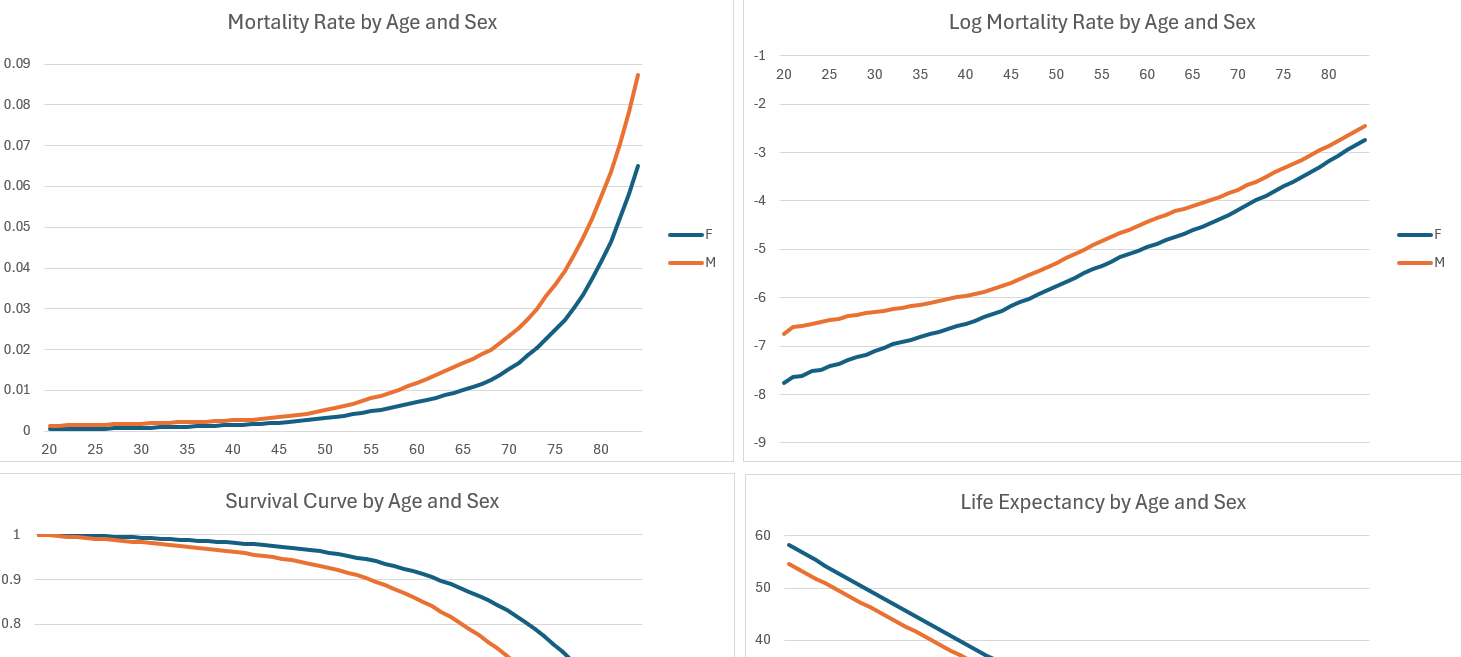 Mortality Rate by Age and Sex
0.09
0.08
0.07
0.06
0.05
0.04
0.03
0.02
0.01
0
20 25 30 35 40 45 50 55 60 65 70 75 80
F
M
Log Mortality Rate by Age and Sex
-1
20 25 30 35 40 45 50 55 60 65 70 75 80
-2
-3
-4
-5
-6
-7
-8
-9
F
M
Survival Curve by Age and Sex
1
0.9
0.8
Life Expectancy by Age and Sex
60
50
40